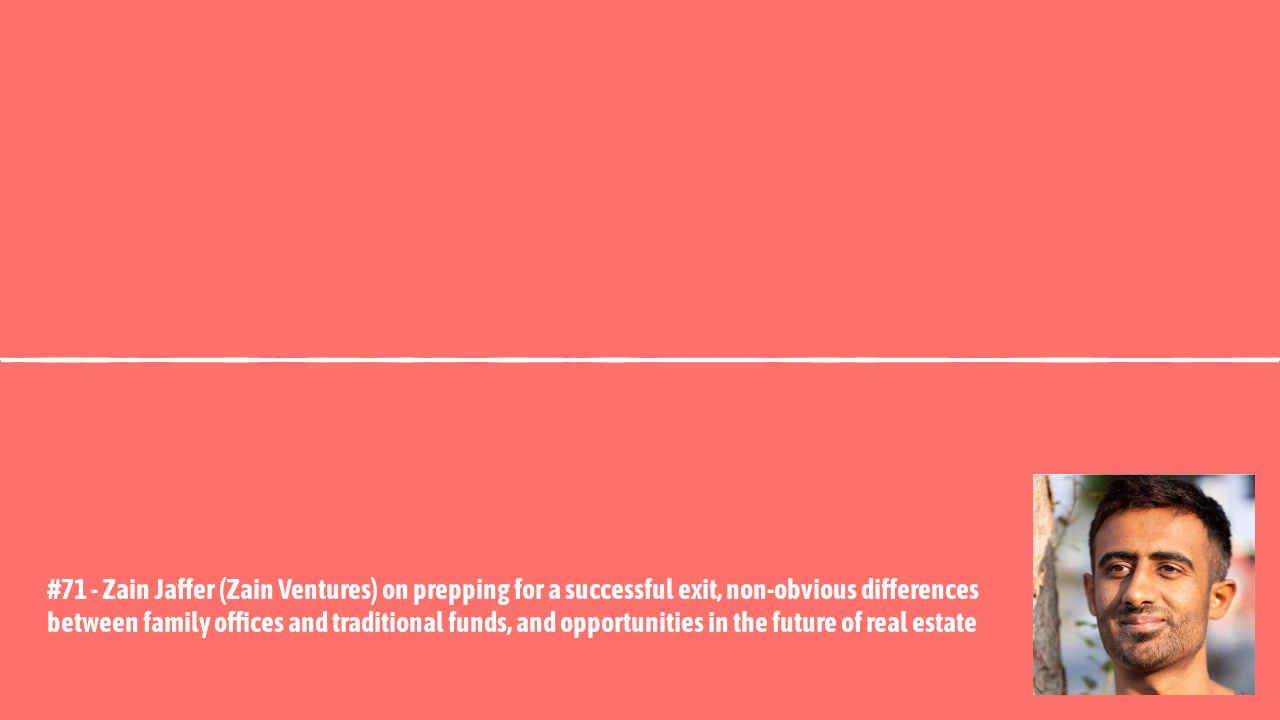 #71 - Zain Jaffer (Zain Ventures) on prepping for a successful exit, non-obvious differences
between family offices and traditional funds, and opportunities in the future of real estate